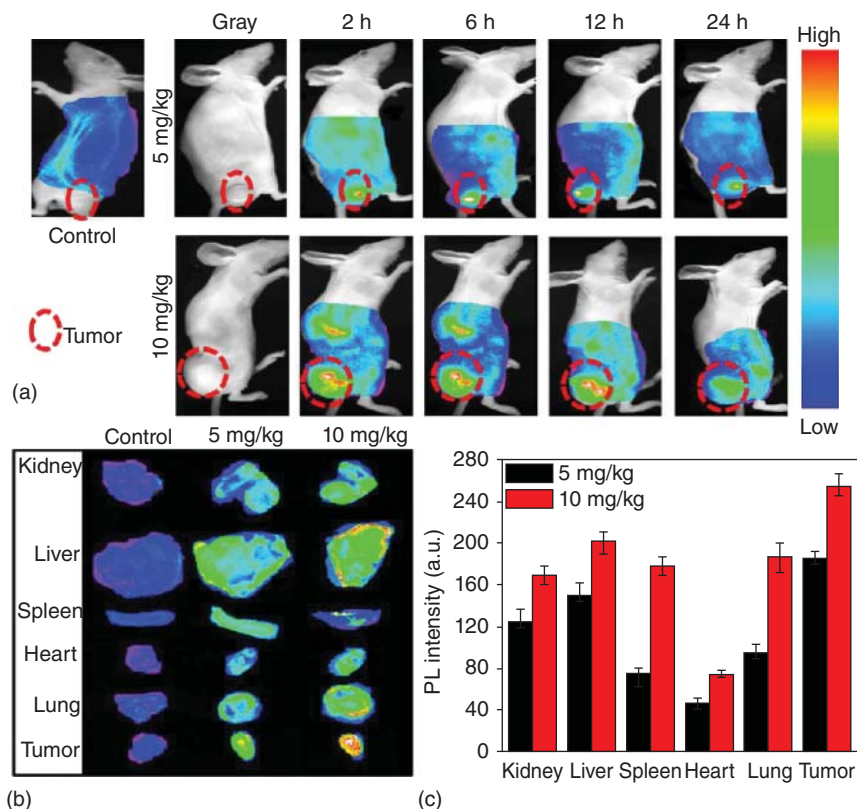 Gray 2 h 6 h 12 h 24 h
High
5 mg/kg
Control
10 mg/kg
Tumor
Low
(a)
Control 5 mg/kg 10 mg/kg
Kidney
Liver
Spleen
Heart
Lung
Tumor
(b)
280
240
200
160
120
80
40
0
PL intensity (a.u.)
5 mg/kg
10 mg/kg
Kidney Liver Spleen Heart Lung Tumor
(c)